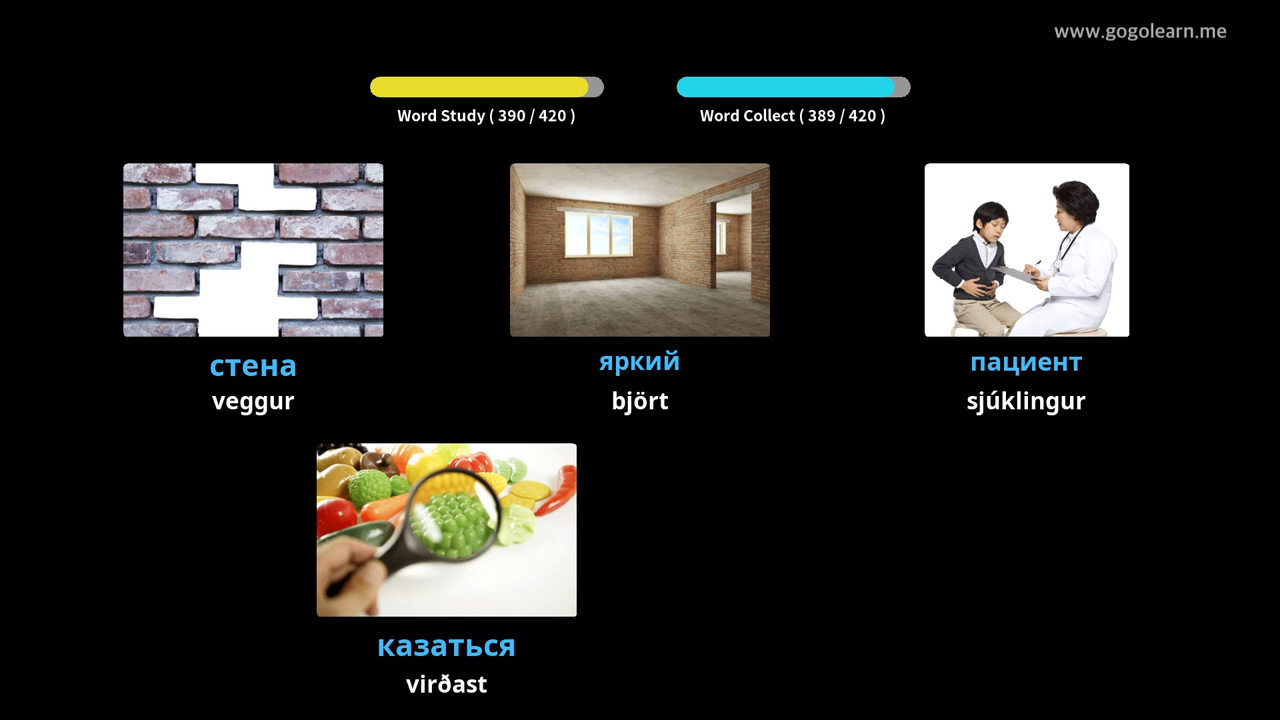 www.gogolearn.me
Word Study ( 390 / 420 )
Word Collect ( 389 / 420 )
стена
veggur
яркий
björt
пациент
sjúklingur
казаться
virðast